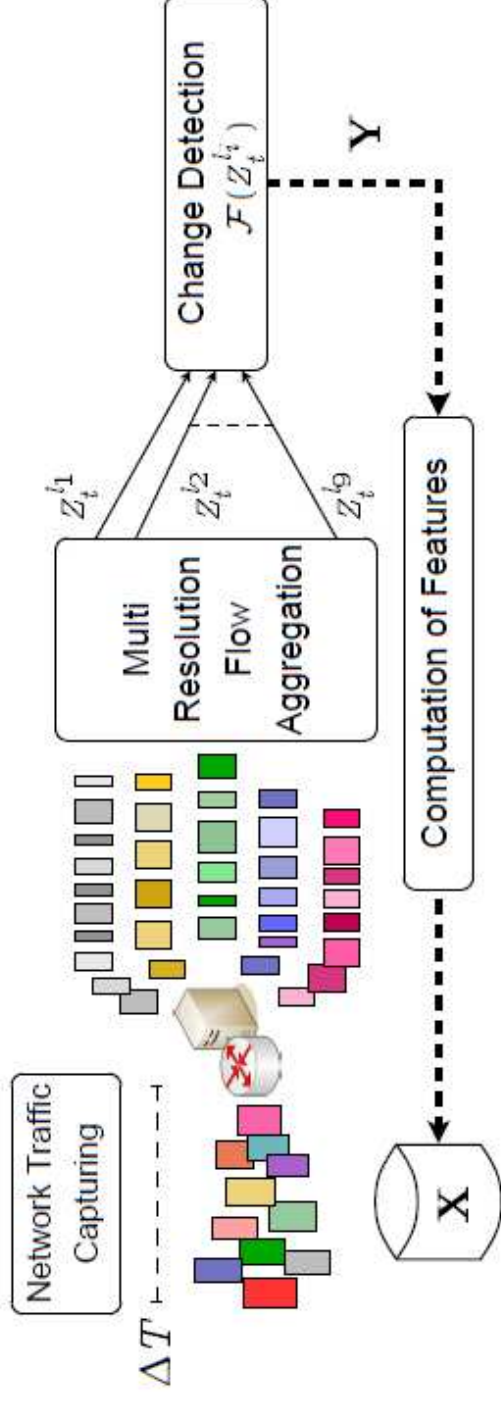 Network Traffic
Capturing
ΔT
Multi
Resolution
Flow
Aggregation
Z_t^{l_1}
Z_t^{l_2}
Z_t^{l_9}
Change Detection
F(Z_t^{l_i})
Y
Computation of Features
X